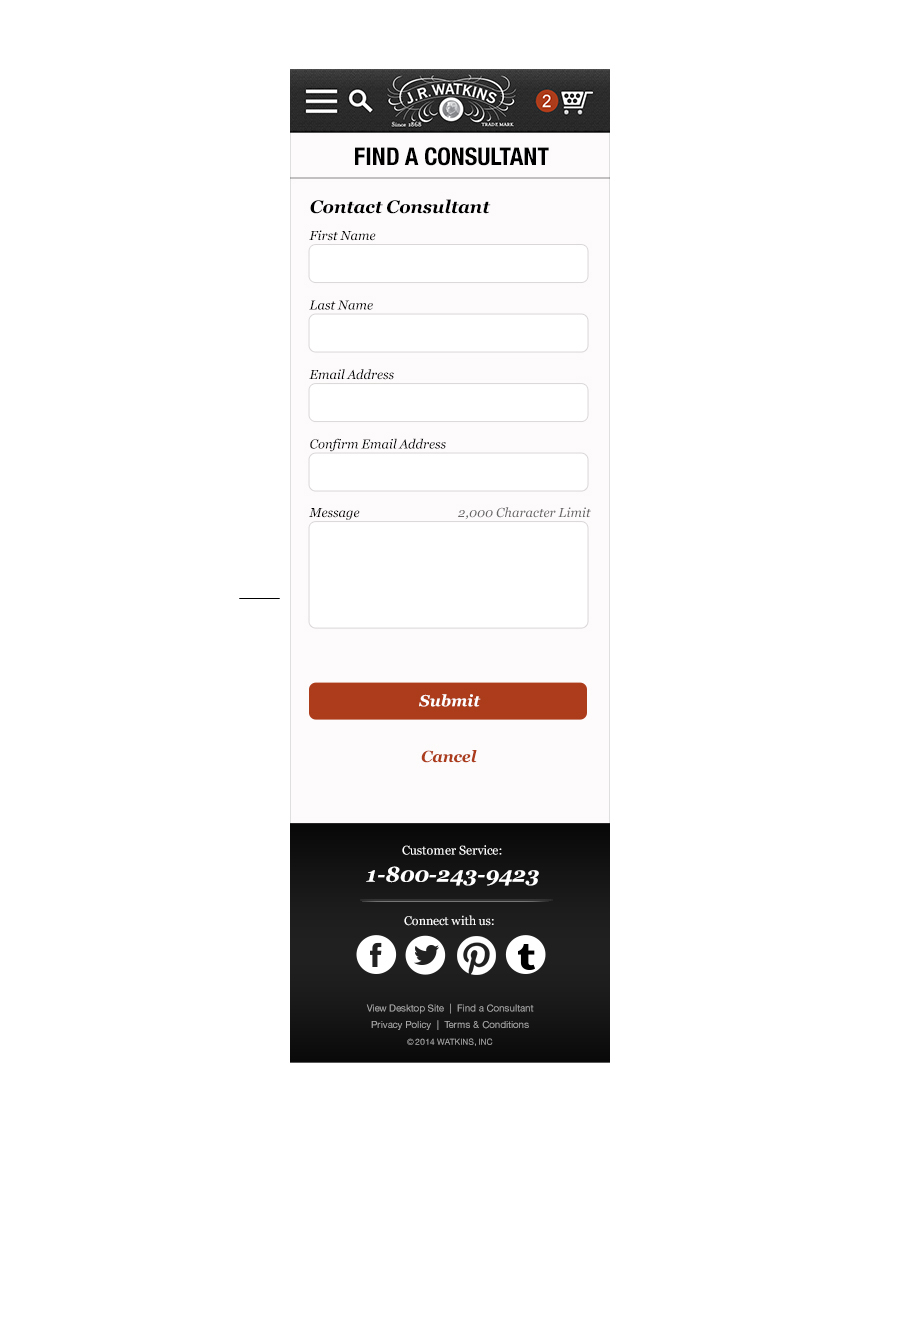 J.R. WATKINS
Since 1868 TRADE MARK
2
FIND A CONSULTANT
Contact Consultant
First Name
Last Name
Email Address
Confirm Email Address
Message 2,000 Character Limit
Submit
Cancel
Customer Service:
1-800-243-9423
Connect with us:
View Desktop Site | Find a Consultant
Privacy Policy | Terms & Conditions
© 2014 WATKINS, INC